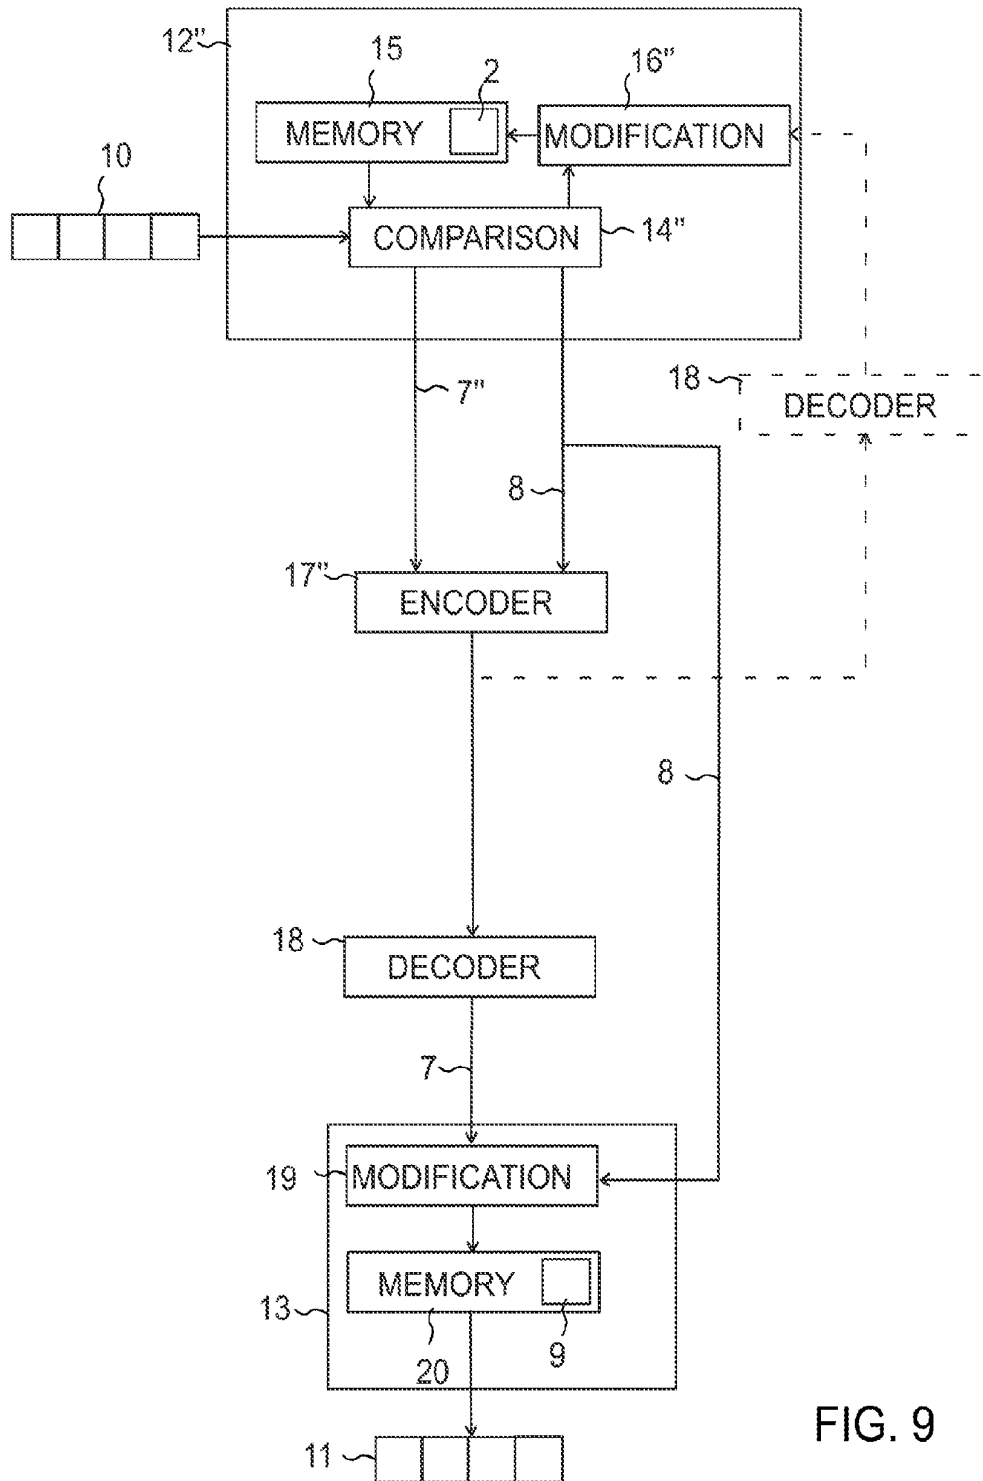 12"
15
2
16"
MEMORY
MODIFICATION
10
COMPARISON
14"
7"
18
DECODER
8
17"
ENCODER
8
18
DECODER
7
19
MODIFICATION
MEMORY
13
20
9
11
FIG. 9